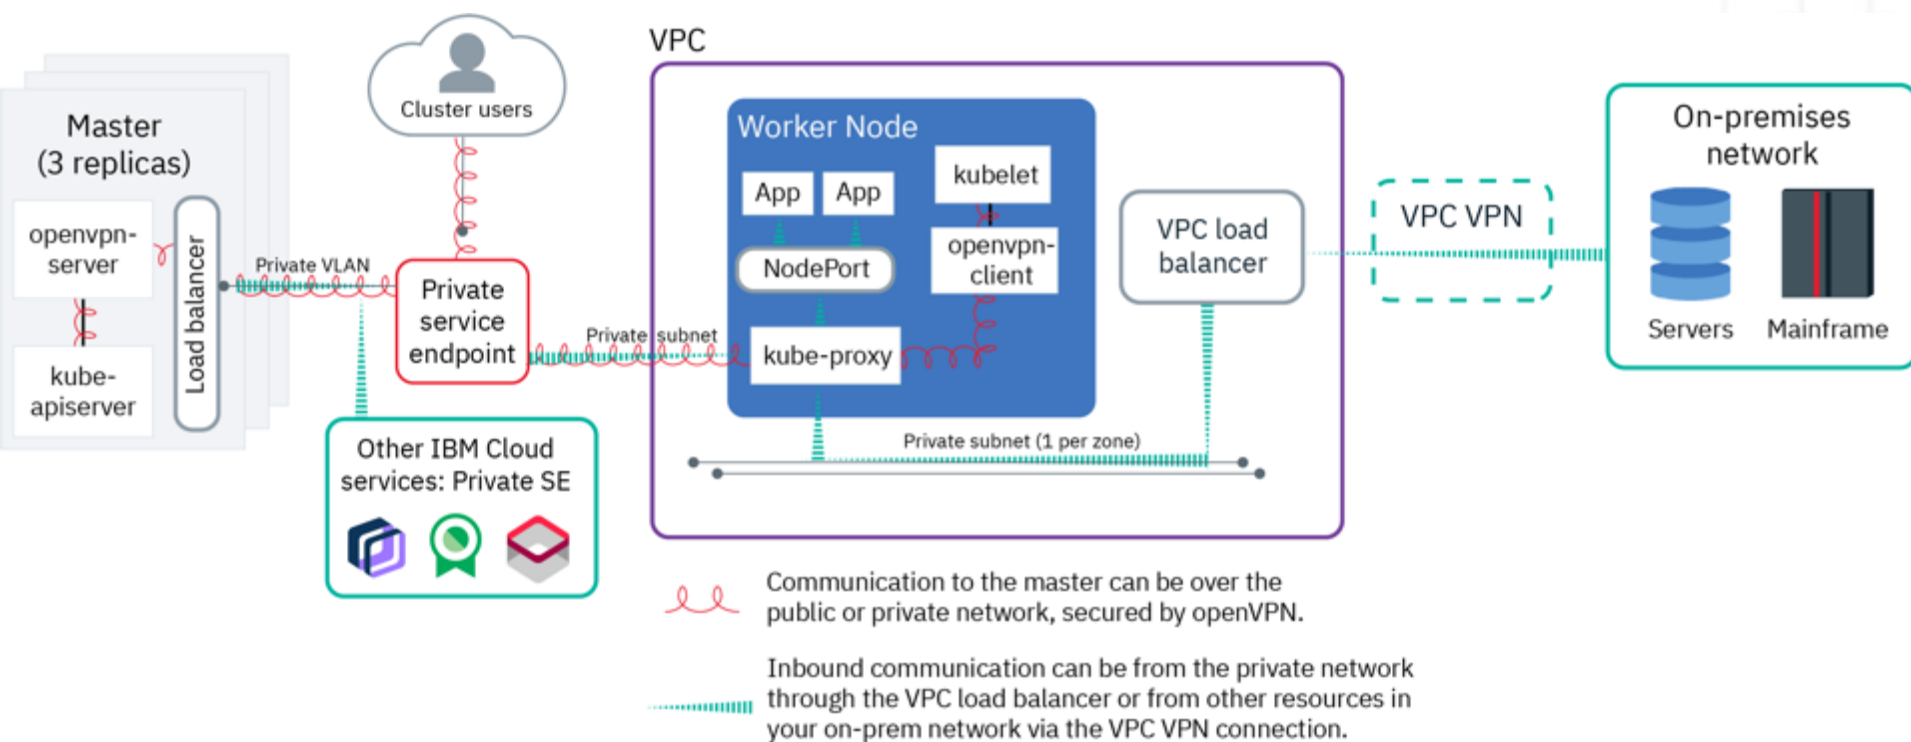 Master
(3 replicas)
openvpn-
server
kube-
apiserver
Load balancer
Private VLAN
Cluster users
Private
service
endpoint
Other IBM Cloud
services: Private SE
Private subnet
VPC
Worker Node
App
App
NodePort
kube-proxy
kubelet
openvpn-
client
Private subnet (1 per zone)
VPC load
balancer
VPC VPN
On-premises
network
Servers
Mainframe
Communication to the master can be over the
public or private network, secured by openVPN.
Inbound communication can be from the private network
through the VPC load balancer or from other resources in
your on-prem network via the VPC VPN connection.